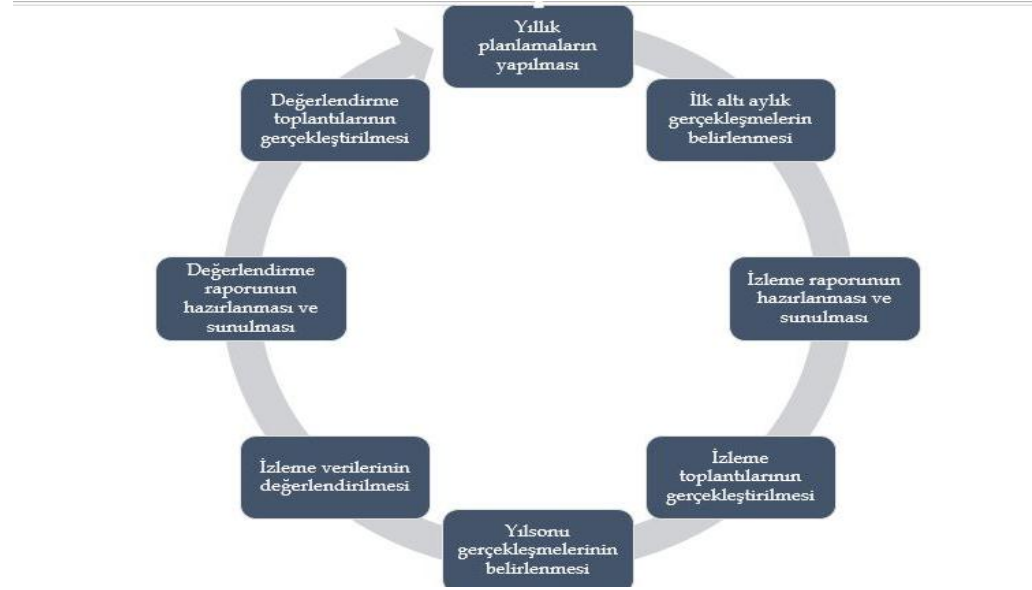 Yıllık
planlamaların
yapılması
İlk altı aylık
gerçekleşmelerin
belirlenmesi
İzleme raporunun
hazırlanması ve
sunulması
İzleme
toplantılarının
gerçekleştirilmesi
Yılsonu
gerçekleşmelerinin
belirlenmesi
İzleme verilerinin
değerlendirilmesi
Değerlendirme
raporunun
hazırlanması ve
sunulması
Değerlendirme
toplantılarının
gerçekleştirilmesi